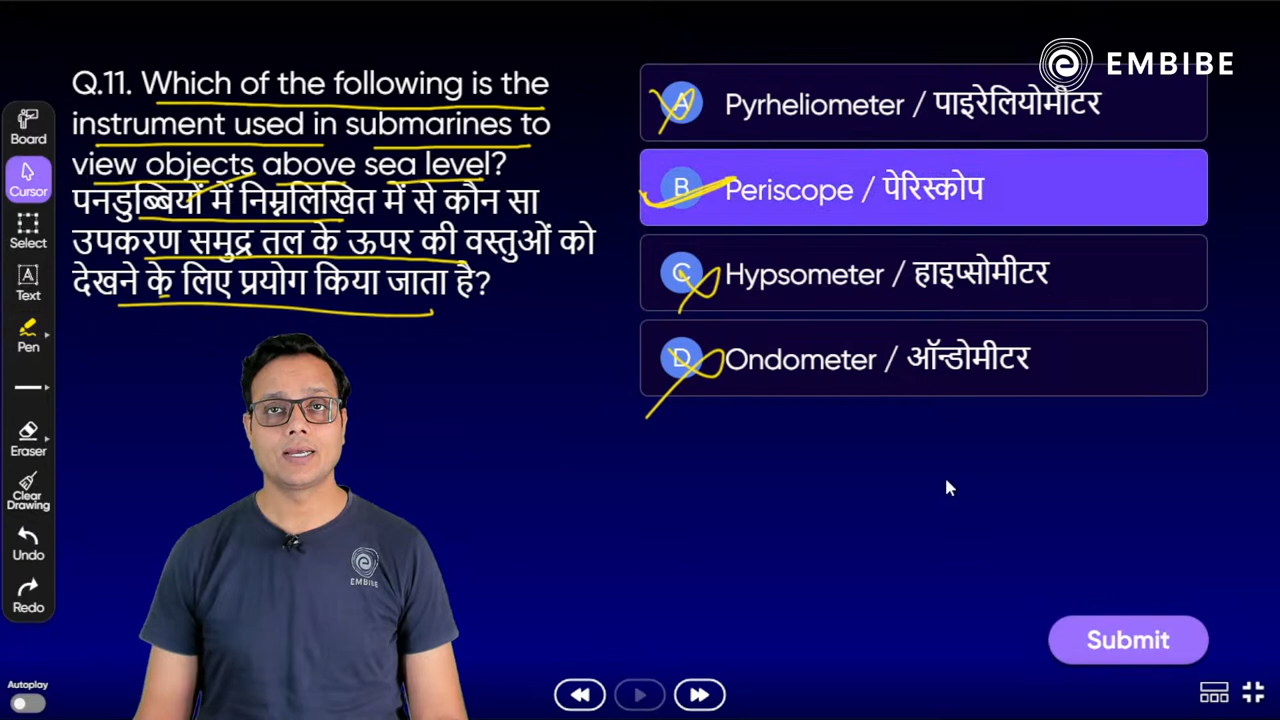 EMBIBE
Q.11. Which of the following is the
instrument used in submarines to
view objects above sea level?
पनडुब्बियों में निम्नलिखित में से कौन सा
उपकरण समुद्र तल के ऊपर की वस्तुओं को
देखने के लिए प्रयोग किया जाता है?
A Pyrheliometer / पाइरेलियोमीटर
B Periscope / पेरिस्कोप
C Hypsometer / हाइप्सोमीटर
D Ondometer / ऑन्डोमीटर
Board
Cursor
Select
A
Text
Pen
Eraser
Clear
Drawing
Undo
Redo
Autoplay
EMBIBE
Submit